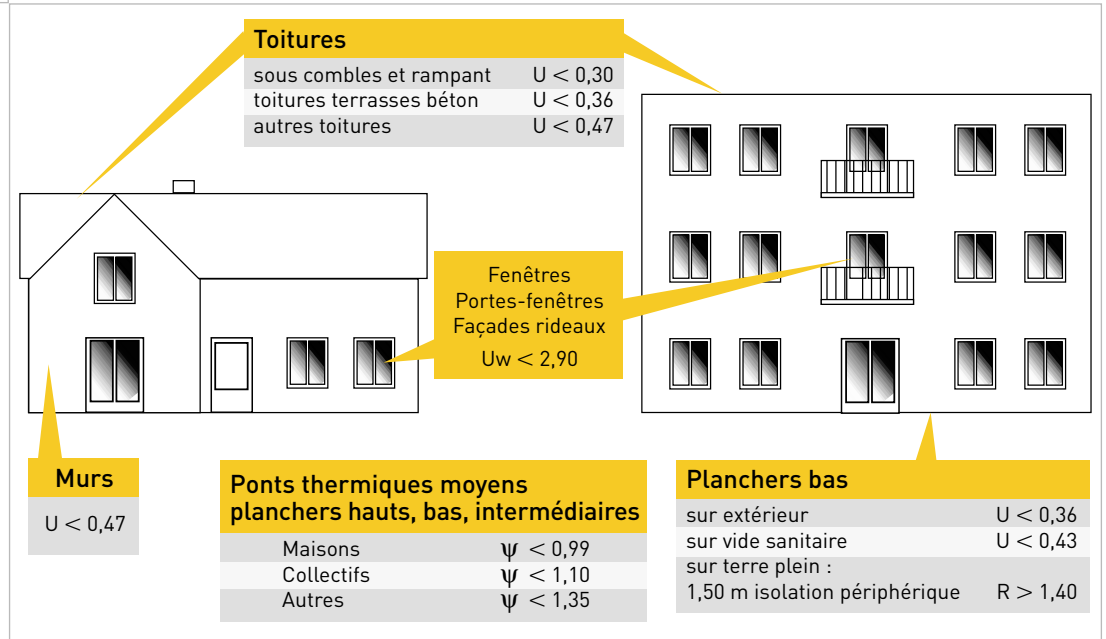 Toitures
sous combles et rampant U < 0,30
toitures terrasses béton U < 0,36
autres toitures U < 0,47
Fenêtres
Portes-fenêtres
Façades rideaux
Uw < 2,90
Murs
U < 0,47
Ponts thermiques moyens
planchers hauts, bas, intermédiaires
Maisons ψ < 0,99
Collectifs ψ < 1,10
Autres ψ < 1,35
Planchers bas
sur extérieur U < 0,36
sur vide sanitaire U < 0,43
sur terre plein :
1,50 m isolation périphérique R > 1,40